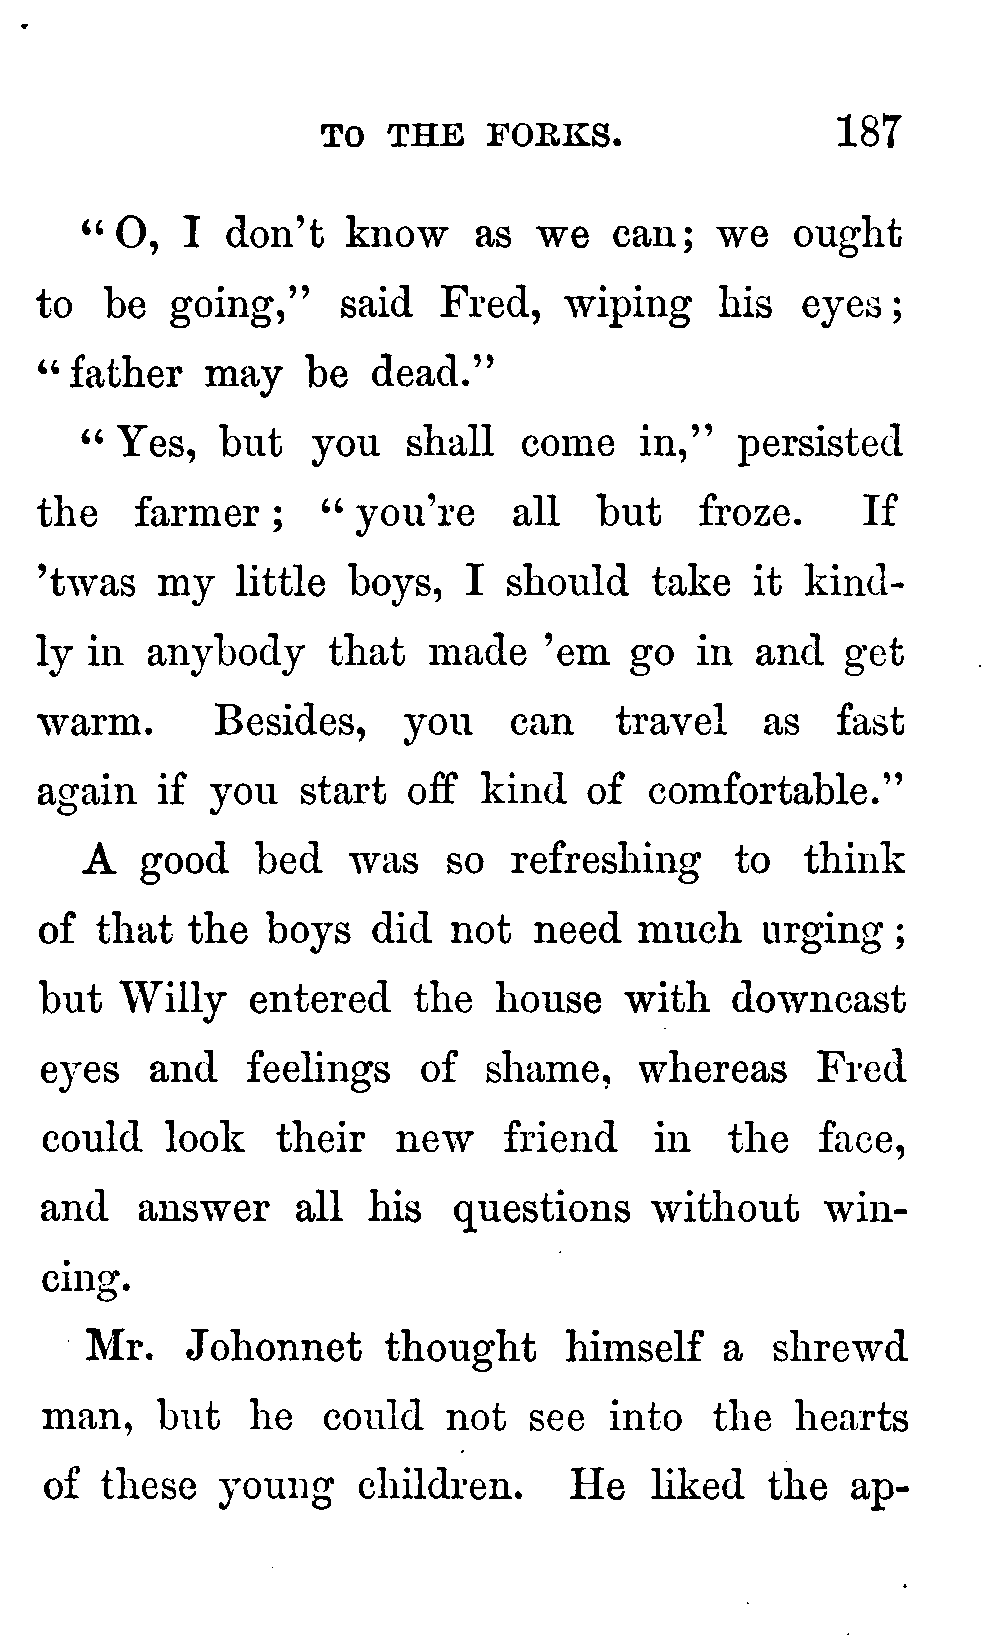 TO THE FORKS. 187
“O, I don’t know as we can; we ought
to be going,” said Fred, wiping his eyes;
“father may be dead.”
“Yes, but you shall come in,” persisted
the farmer; “you’re all but froze. If
’twas my little boys, I should take it kind-
ly in anybody that made ’em go in and get
warm. Besides, you can travel as fast
again if you start off kind of comfortable.”
A good bed was so refreshing to think
of that the boys did not need much urging;
but Willy entered the house with downcast
eyes and feelings of shame, whereas Fred
could look their new friend in the face,
and answer all his questions without win-
cing.
Mr. Johonnet thought himself a shrewd
man, but he could not see into the hearts
of these young children. He liked the ap-